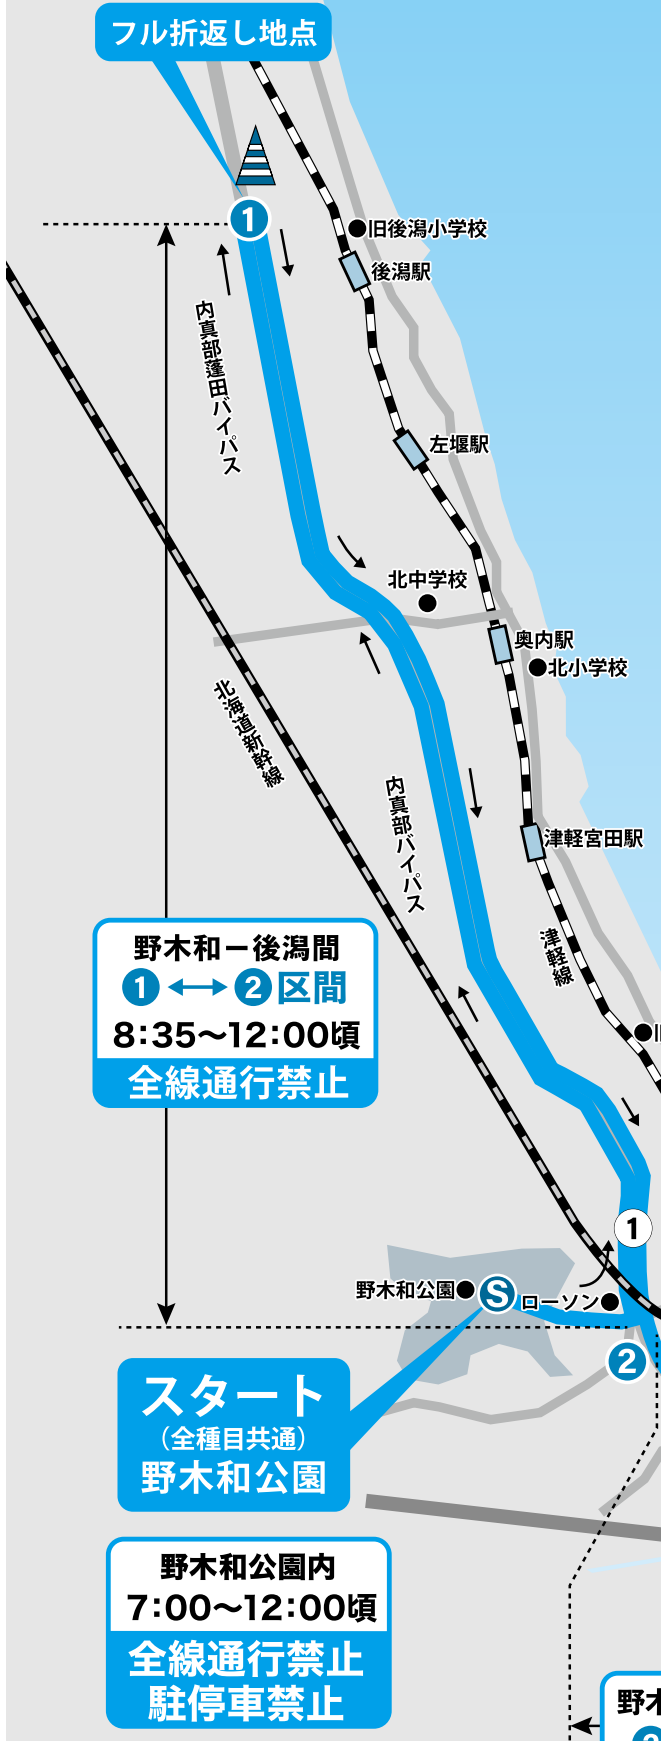 フル折返し地点
1
旧後潟小学校
後潟駅
内真部蓬田バイパス
左堰駅
北中学校
奥内駅
北小学校
北海道新幹線
内真部バイパス
津軽宮田駅
津軽線
野木和ー後潟間
1 ⟷ 2 区間
8:35〜12:00頃
全線通行禁止
1
野木和公園
S
ローソン
2
スタート
(全種目共通)
野木和公園
野木和公園内
7:00〜12:00頃
全線通行禁止
駐停車禁止
野木